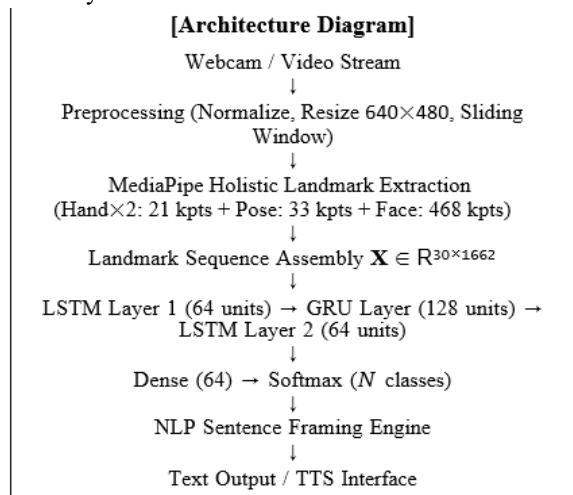 [Architecture Diagram]
Webcam / Video Stream
↓
Preprocessing (Normalize, Resize 640×480, Sliding
Window)
↓
MediaPipe Holistic Landmark Extraction
(Hand×2: 21 kpts + Pose: 33 kpts + Face: 468 kpts)
↓
Landmark Sequence Assembly X ∈ R³⁰ˣ¹⁶⁶²
↓
LSTM Layer 1 (64 units) → GRU Layer (128 units) →
LSTM Layer 2 (64 units)
↓
Dense (64) → Softmax (N classes)
↓
NLP Sentence Framing Engine
↓
Text Output / TTS Interface